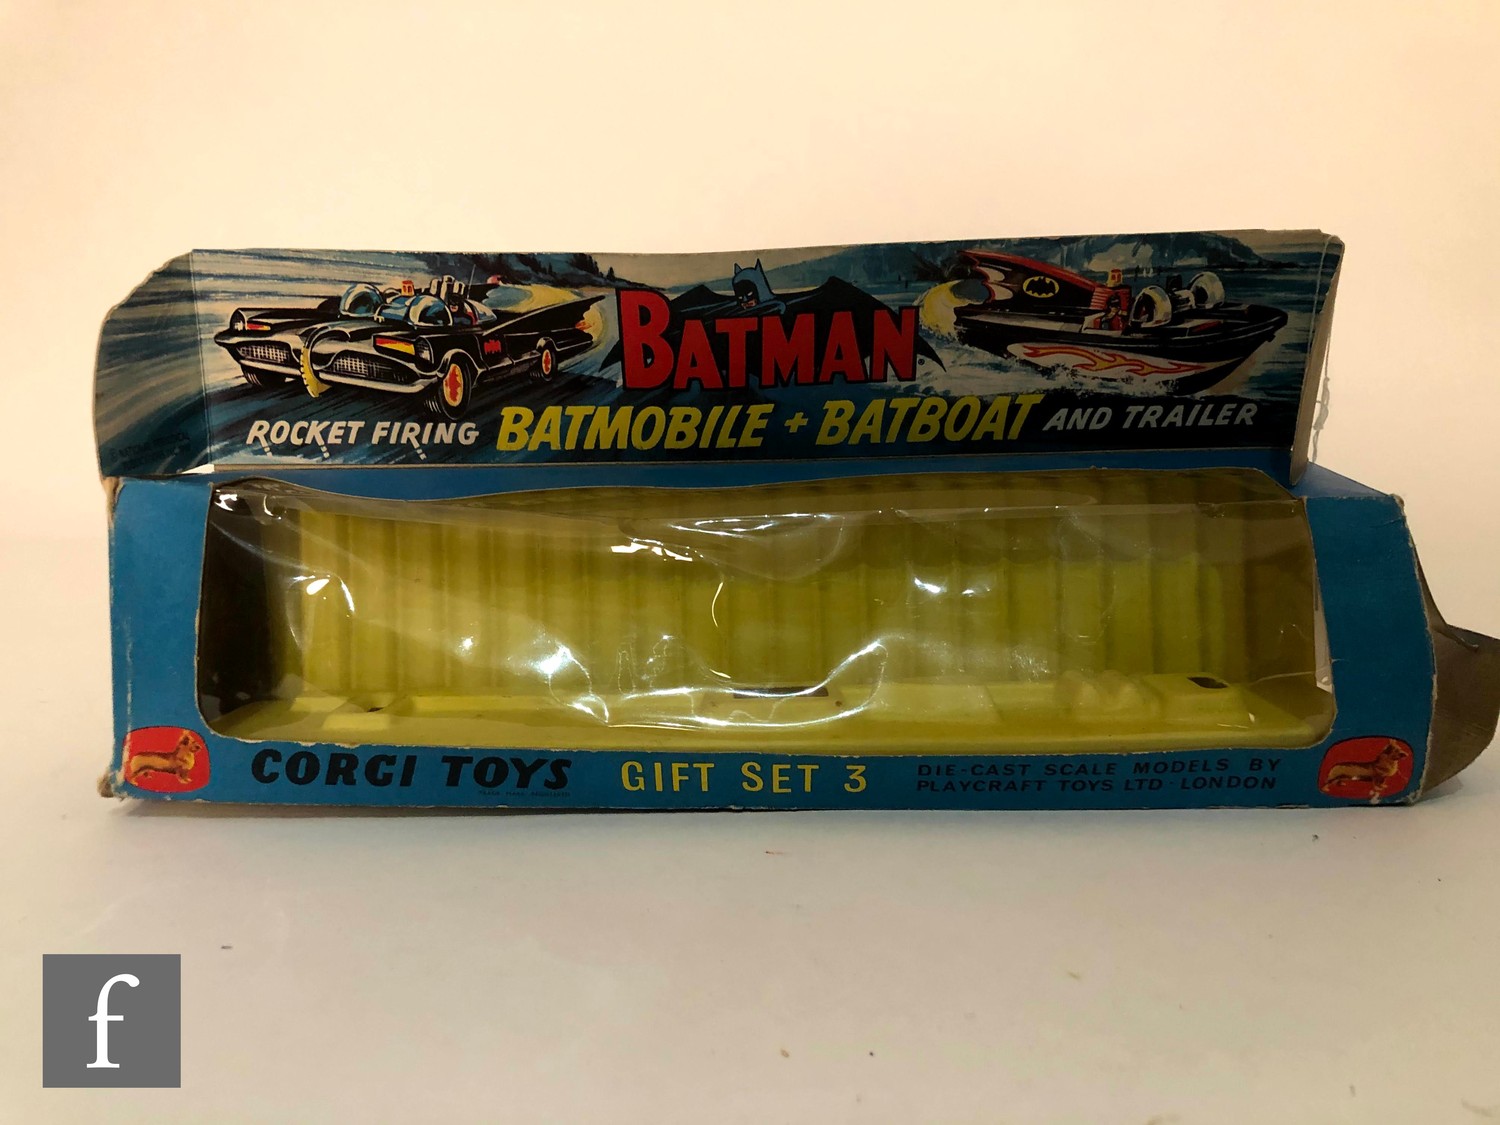 BATMAN
ROCKET FIRING BATMOBILE + BATBOAT AND TRAILER
CORGI TOYS
GIFT SET 3
DIE-CAST SCALE MODELS BY
PLAYCRAFT TOYS LTD · LONDON
f